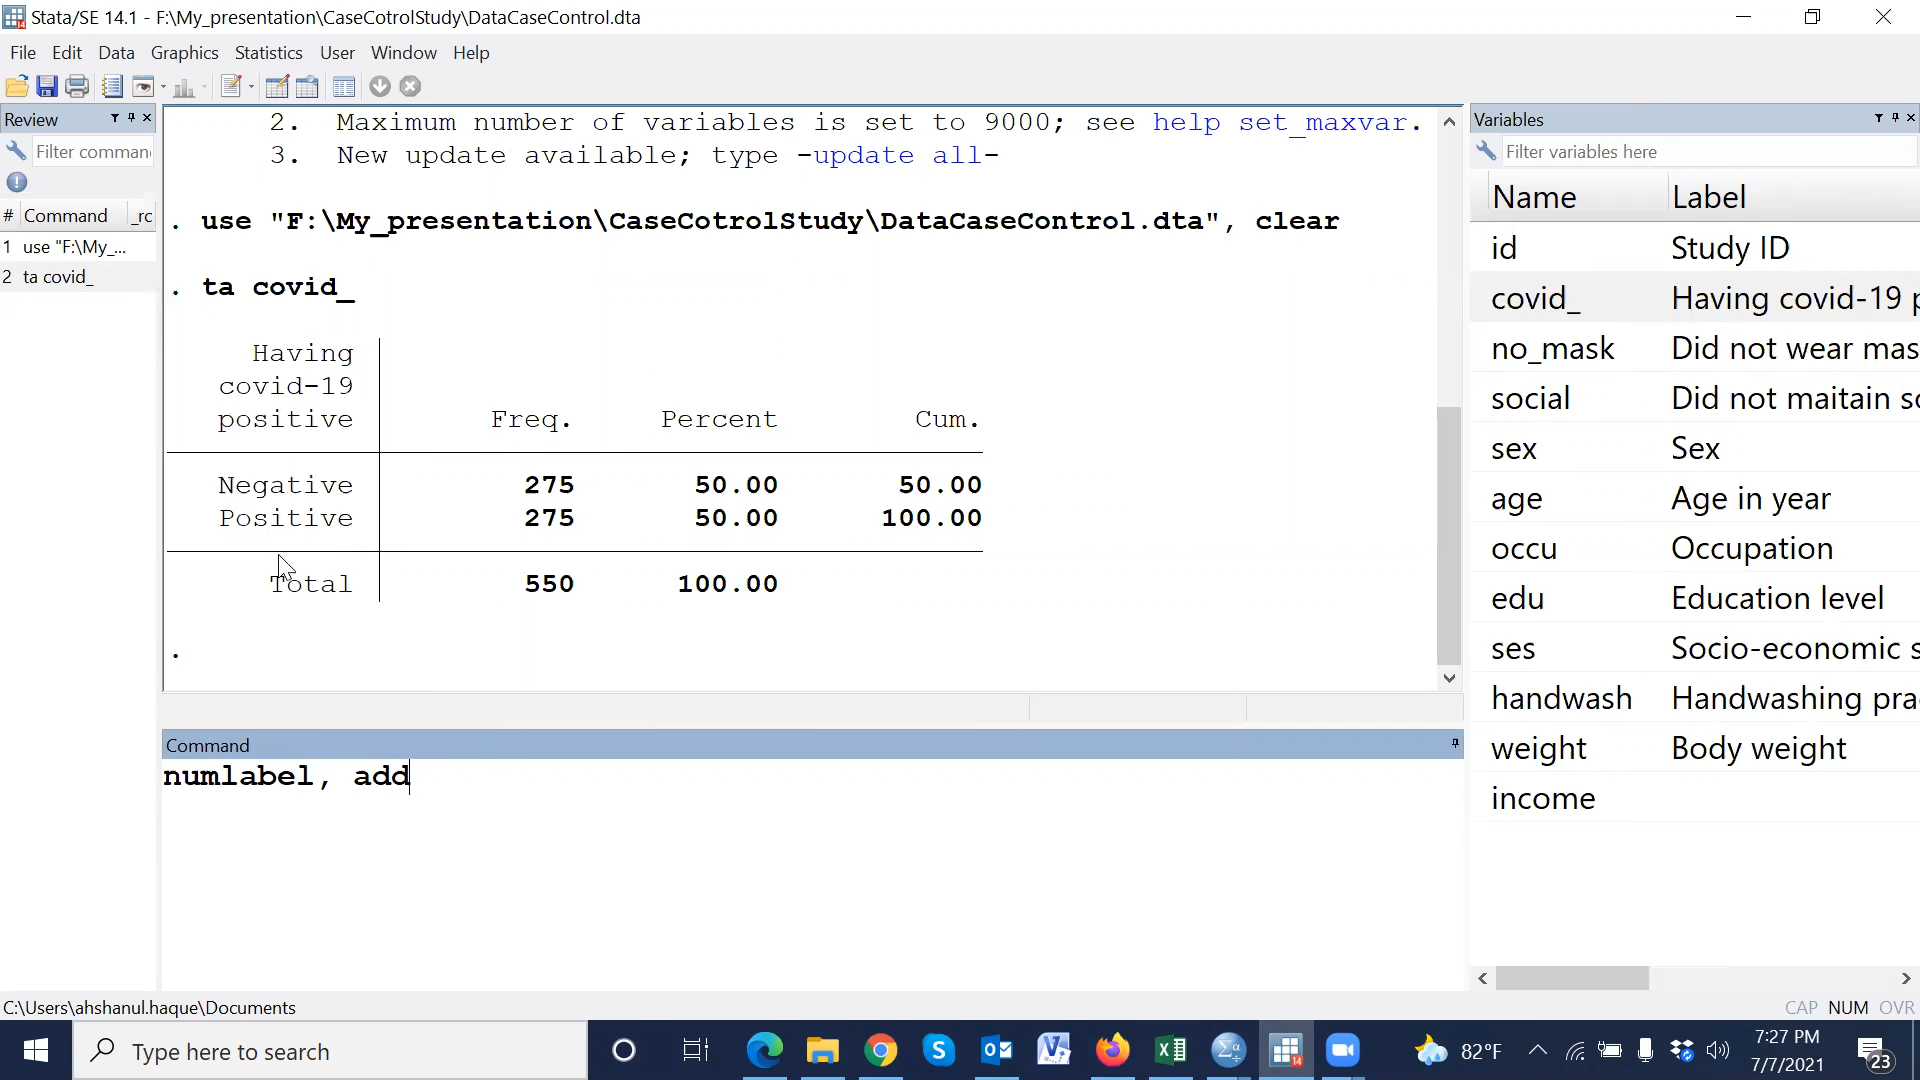 Stata/SE 14.1 - F:\My_presentation\CaseCotrolStudy\DataCaseControl.dta
File Edit Data Graphics Statistics User Window Help
Review
Filter comman
# Command _rc
1 use "F:\My_...
2 ta covid_
2. Maximum number of variables is set to 9000; see help set_maxvar.
3. New update available; type -update all-
. use "F:\My_presentation\CaseCotrolStudy\DataCaseControl.dta", clear
. ta covid_
Having
covid-19
positive Freq. Percent Cum.
Negative 275 50.00 50.00
Positive 275 50.00 100.00
Total 550 100.00
.
Command
numlabel, add
Variables
Filter variables here
Name Label
id Study ID
covid_ Having covid-19 p
no_mask Did not wear mas
social Did not maitain so
sex Sex
age Age in year
occu Occupation
edu Education level
ses Socio-economic s
handwash Handwashing pra
weight Body weight
income
C:\Users\ahshanul.haque\Documents
CAP NUM OVR
Type here to search
82°F
7:27 PM
7/7/2021
23